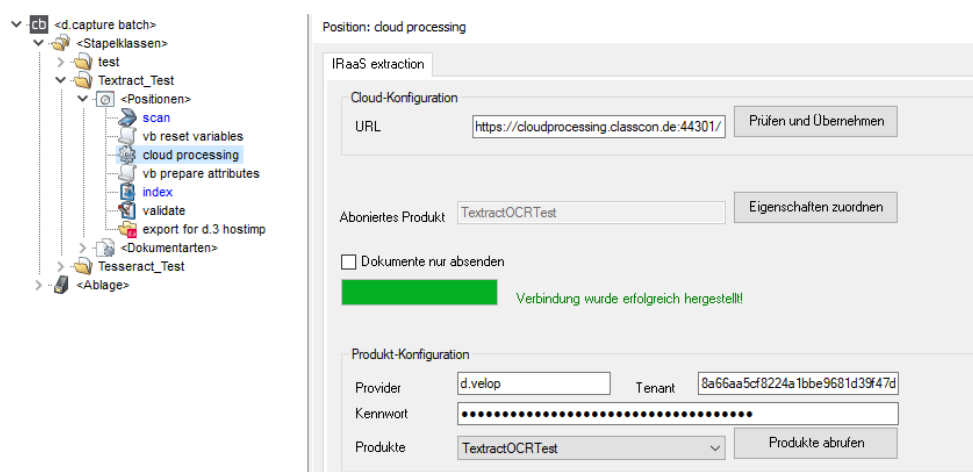 cb <d.capture batch>
<Stapelklassen>
test
Textract_Test
<Positionen>
scan
vb reset variables
cloud processing
vb prepare attributes
index
validate
export for d.3 hostimp
<Dokumentarten>
Tesseract_Test
<Ablage>
Position: cloud processing
IRaaS extraction
Cloud-Konfiguration
URL https://cloudprocessing.classcon.de:44301/ Prüfen und Übernehmen
Aboniertes Produkt TextractOCRTest Eigenschaften zuordnen
Dokumente nur absenden
Verbindung wurde erfolgreich hergestellt!
Produkt-Konfiguration
Provider d.velop Tenant 8a66aa5cf8224a1bbe9681d39f47d
Kennwort ●●●●●●●●●●●●●●●●●●●●●●●●●●●●●●●●●●●●
Produkte TextractOCRTest Produkte abrufen